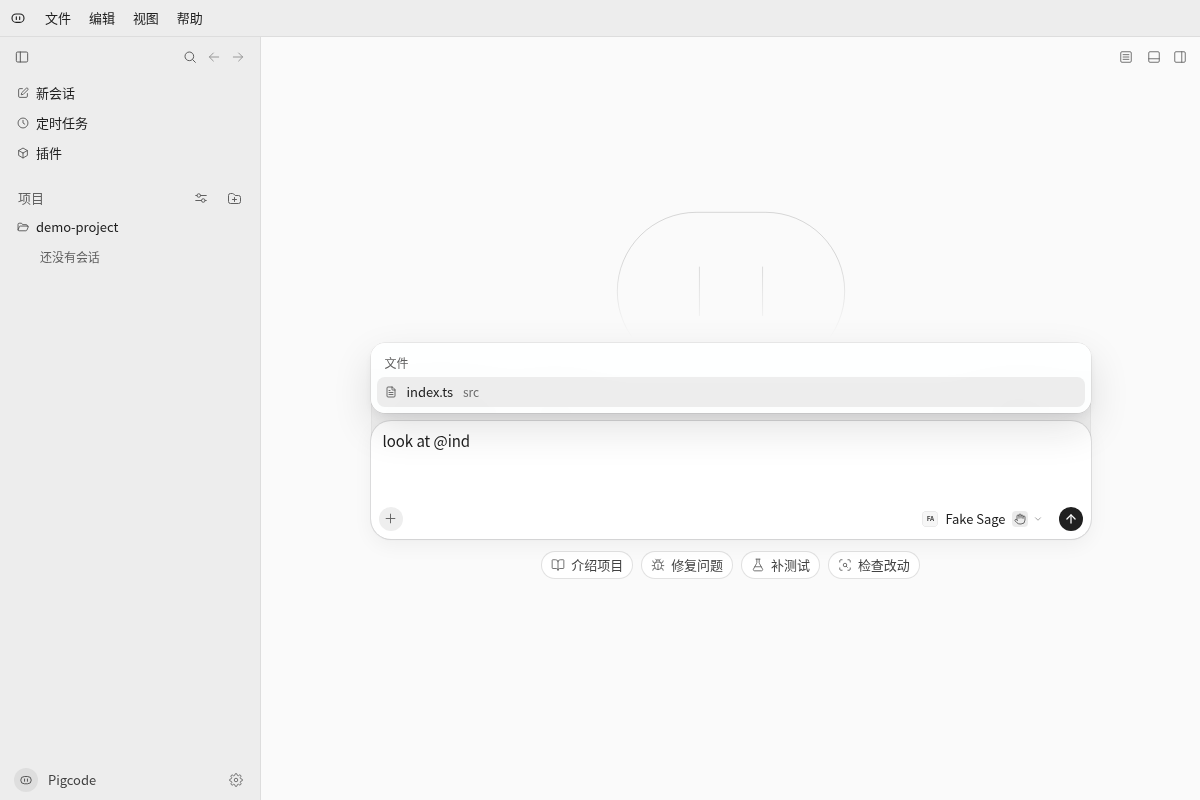 文件 编辑 视图 帮助
新会话
定时任务
插件
项目
demo-project
还没有会话
文件
index.ts src
look at @ind
FA Fake Sage
介绍项目 修复问题 补测试 检查改动
Pigcode